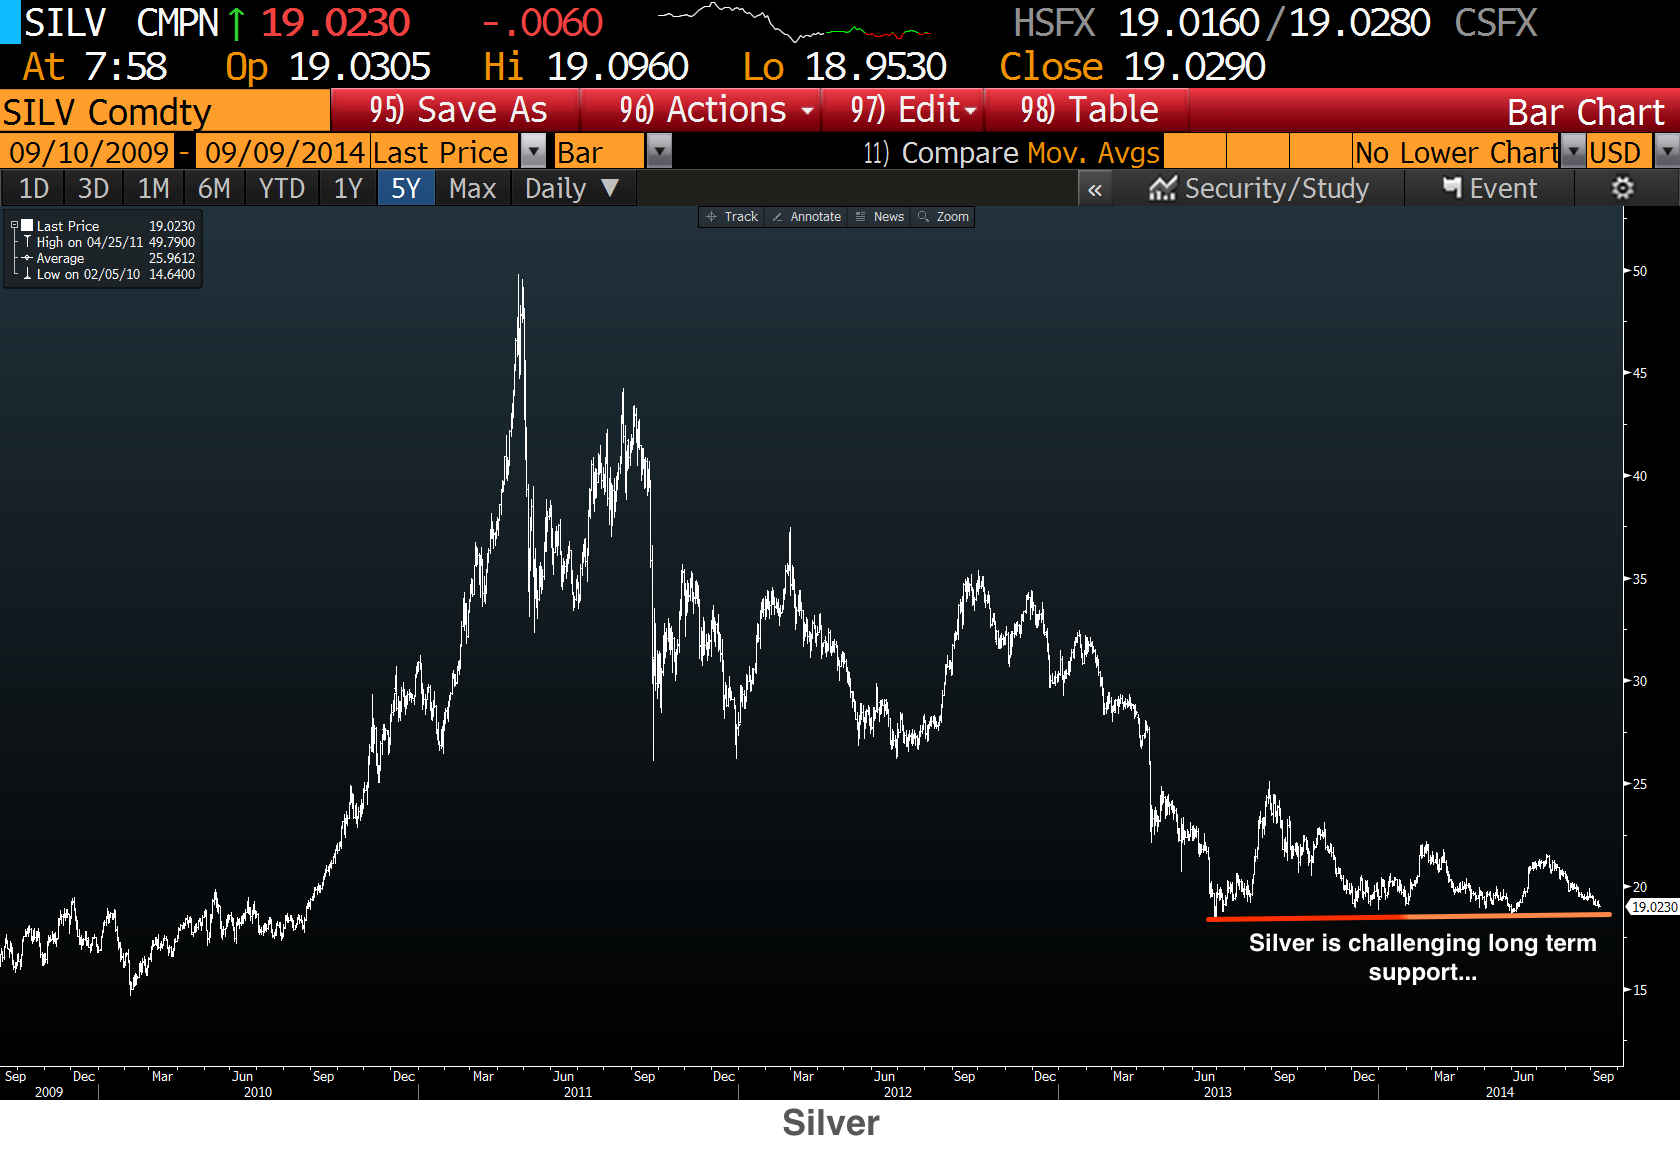 SILV CMPN↑ 19.0230 -.0060 HSFX 19.0160/19.0280 CSFX
At 7:58 Op 19.0305 Hi 19.0960 Lo 18.9530 Close 19.0290
SILV Comdty 95) Save As 96) Actions 97) Edit 98) Table Bar Chart
09/10/2009 - 09/09/2014 Last Price Bar 11) Compare Mov. Avgs No Lower Chart USD
1D 3D 1M 6M YTD 1Y 5Y Max Daily ▼ « Security/Study Event
Track Annotate News Zoom
Last Price 19.0230
High on 04/25/11 49.7900
Average 25.9612
Low on 02/05/10 14.6400
50
45
40
35
30
25
20
19.0230
15
Silver is challenging long term
support...
Sep Dec Mar Jun Sep Dec Mar Jun Sep Dec Mar Jun Sep Dec Mar Jun Sep Dec Mar Jun Sep
2009 2010 2011 2012 2013 2014
Silver